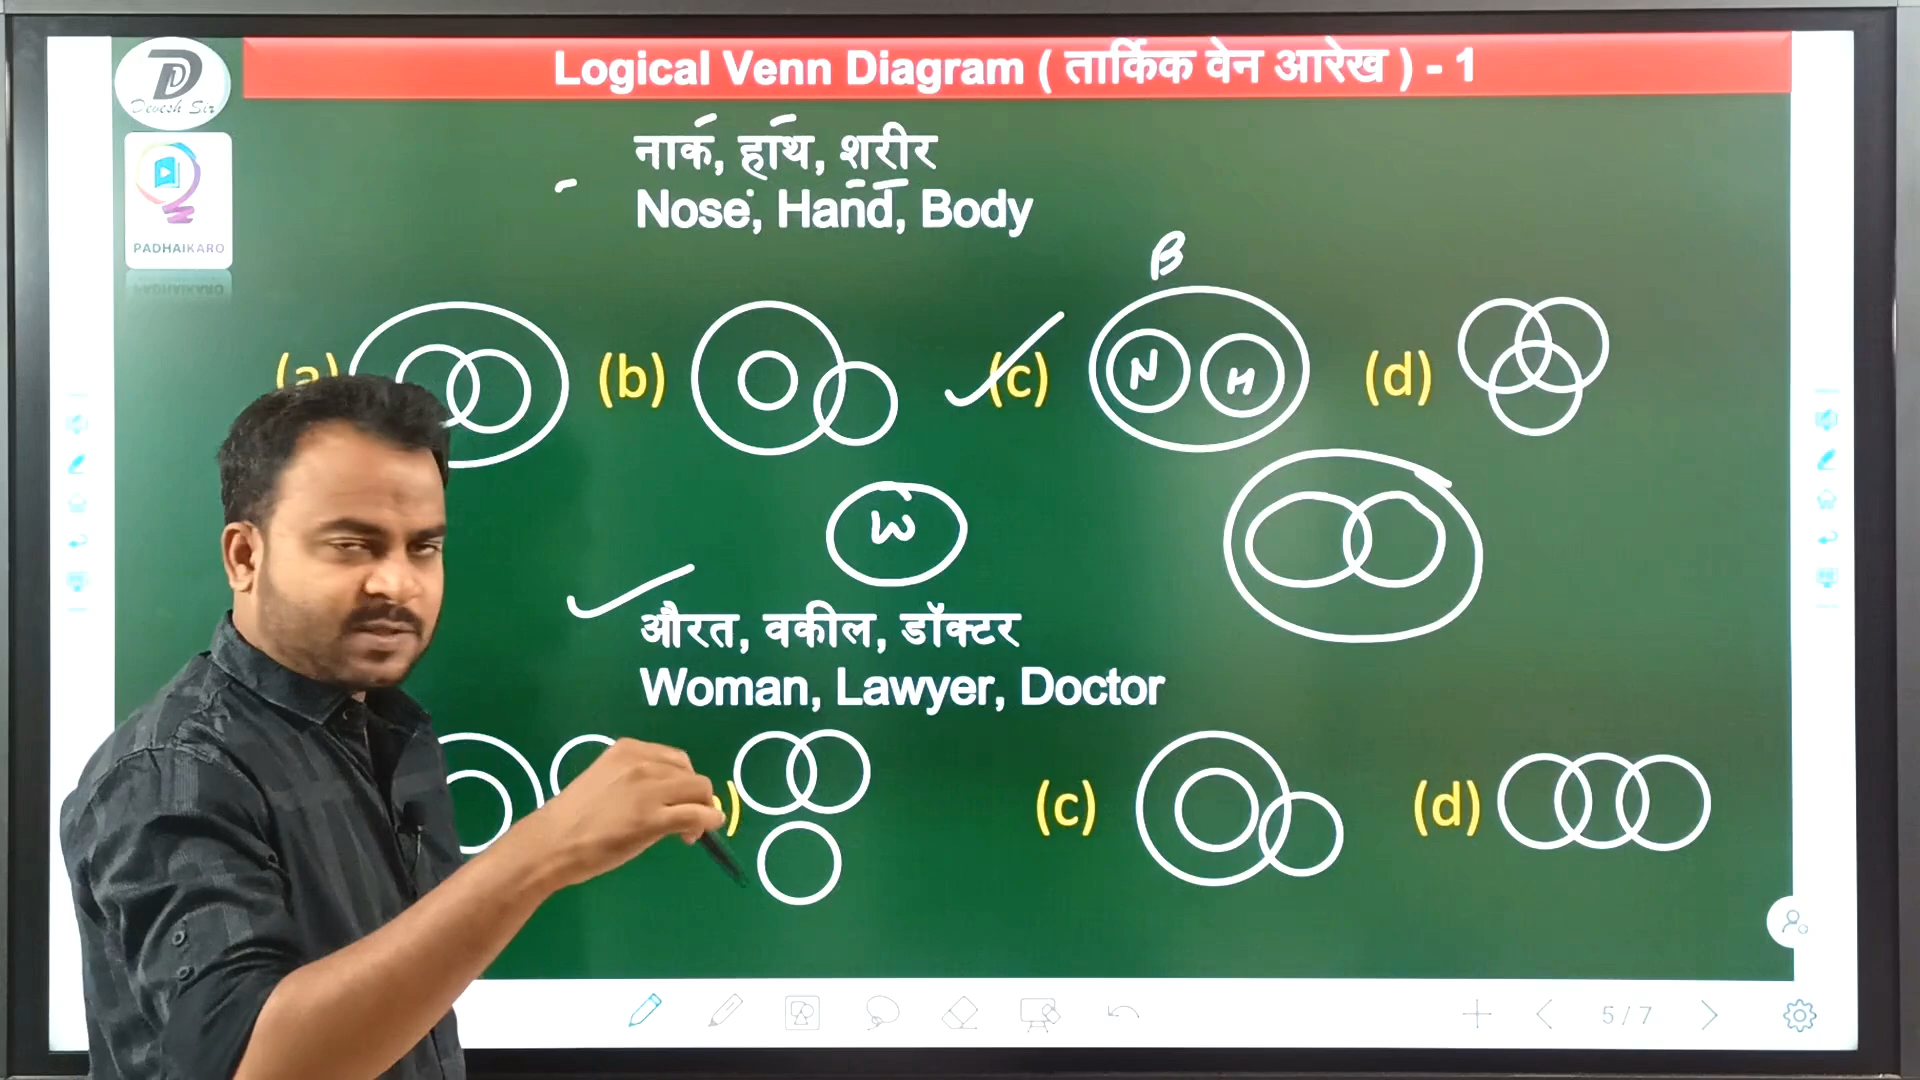 Logical Venn Diagram ( तार्किक वेन आरेख ) - 1
D
Devesh Sir
PADHAIKARO
नाक, हाथ, शरीर
Nose, Hand, Body
B
(a) (b) (c) (d)
N H
W
औरत, वकील, डॉक्टर
Woman, Lawyer, Doctor
(c) (d)
5 / 7